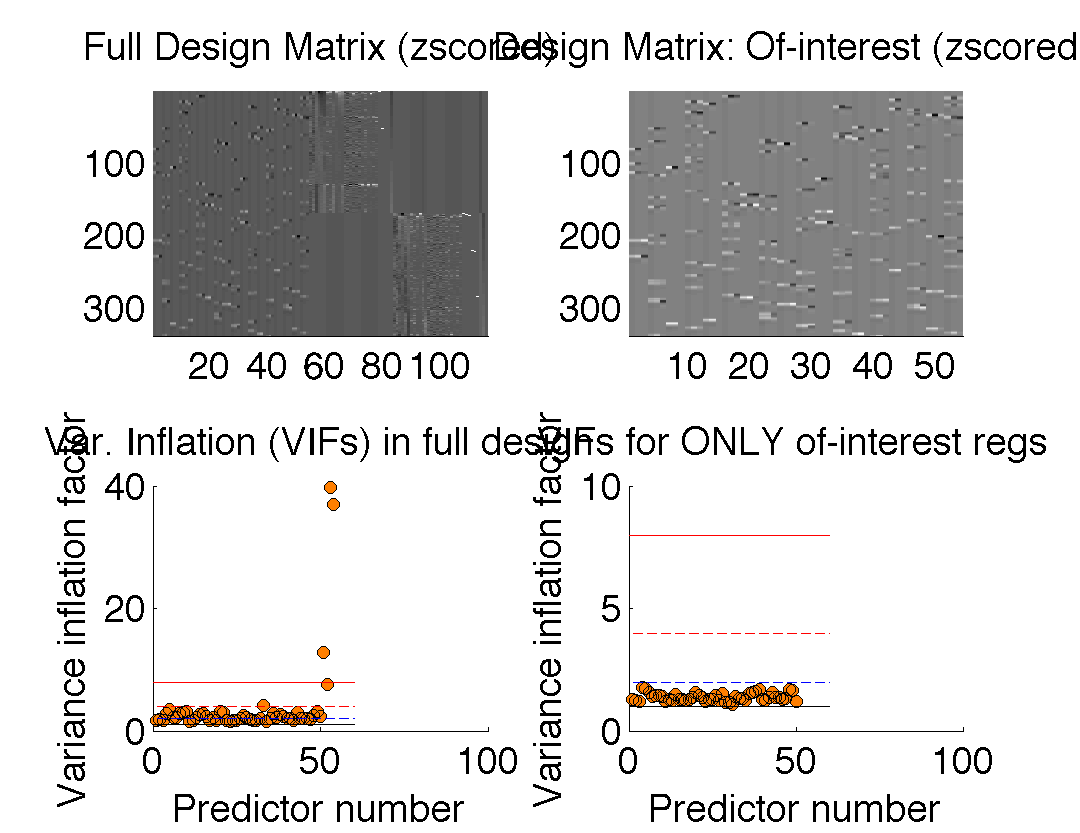 Full Design Matrix (zscored)
Design Matrix: Of-interest (zscored
100
200
300
20 40 60 80 100
100
200
300
10 20 30 40 50
Var. Inflation (VIFs) in full design
VIFs for ONLY of-interest regs
Variance inflation factor
40
20
0
0 50 100
Predictor number
Variance inflation factor
10
5
0
0 50 100
Predictor number